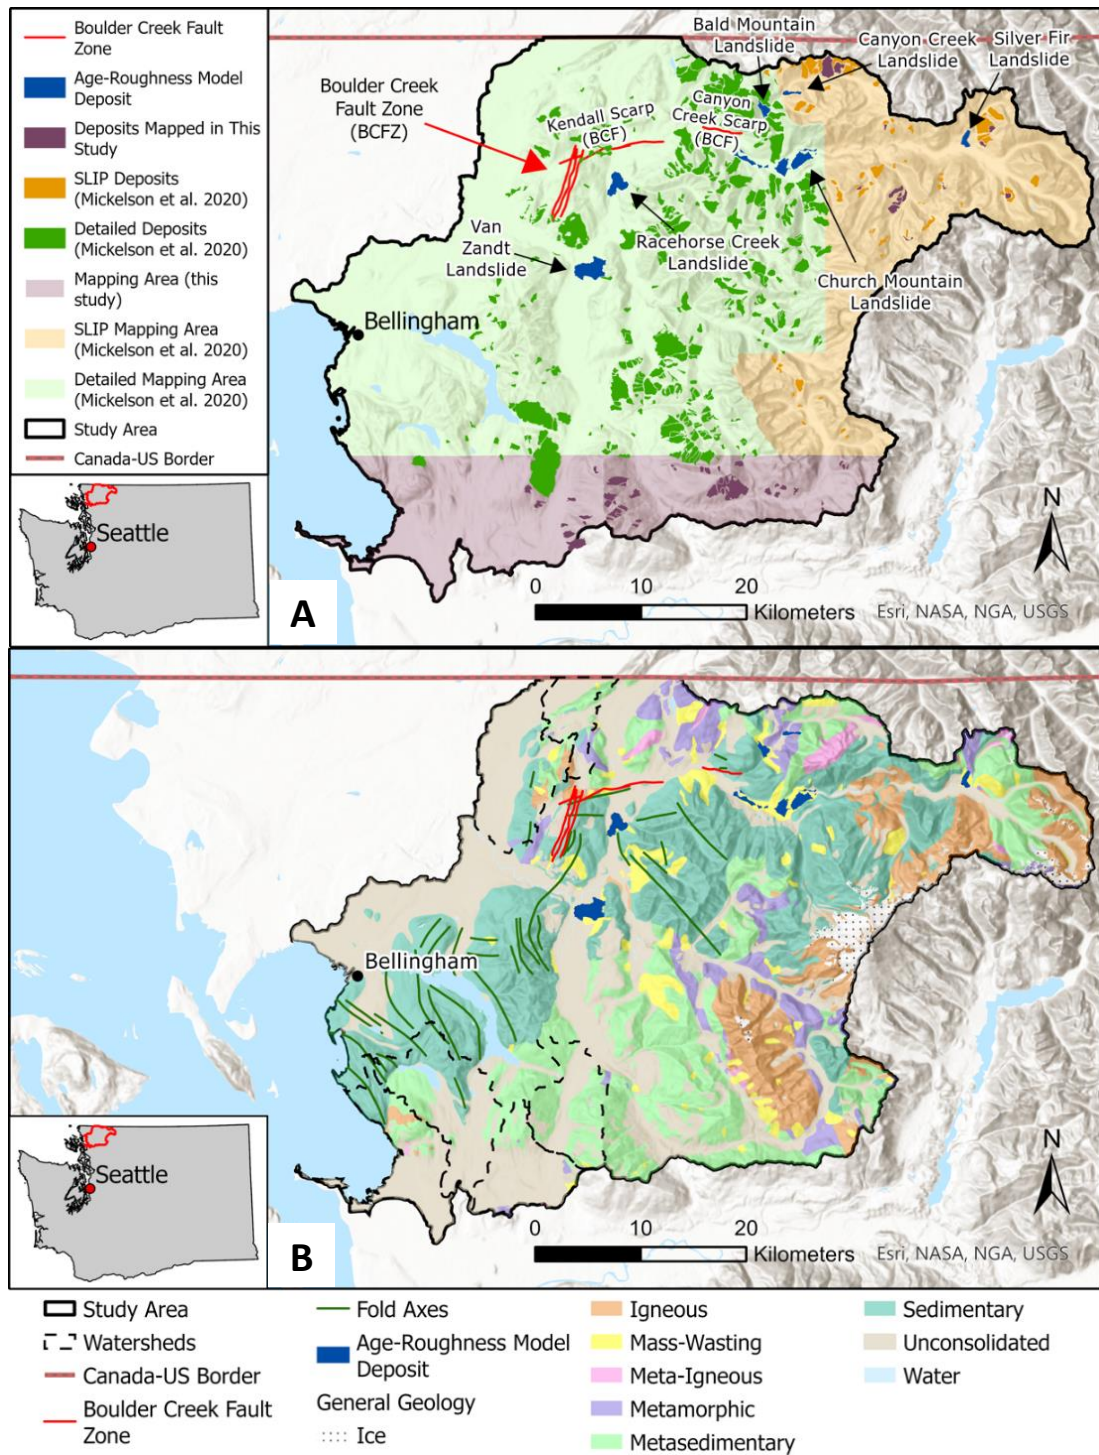 Boulder Creek Fault
Zone
Age-Roughness Model
Deposit
Deposits Mapped in This
Study
SLIP Deposits
(Mickelson et al. 2020)
Detailed Deposits
(Mickelson et al. 2020)
Mapping Area (this
study)
SLIP Mapping Area
(Mickelson et al. 2020)
Detailed Mapping Area
(Mickelson et al. 2020)
Study Area
Canada-US Border
Seattle
Bald Mountain
Landslide
Canyon Creek
Landslide
Silver Fir
Landslide
Boulder Creek
Fault Zone
(BCFZ)
Kendall Scarp
(BCF)
Canyon
Creek Scarp
(BCF)
Van
Zandt
Landslide
Racehorse Creek
Landslide
Church Mountain
Landslide
Bellingham
N
0 10 20
Kilometers
Esri, NASA, NGA, USGS
A
Bellingham
Seattle
N
0 10 20
Kilometers
Esri, NASA, NGA, USGS
B
Study Area
Watersheds
Canada-US Border
Boulder Creek Fault
Zone
Fold Axes
Age-Roughness Model
Deposit
General Geology
Ice
Igneous
Mass-Wasting
Meta-Igneous
Metamorphic
Metasedimentary
Sedimentary
Unconsolidated
Water